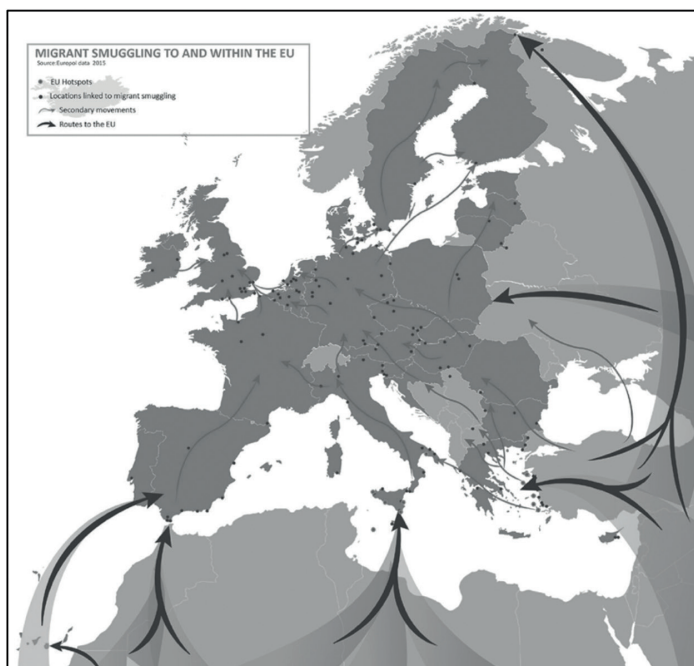 MIGRANT SMUGGLING TO AND WITHIN THE EU
Source:Europol data 2015
EU Hotspots
Locations linked to migrant smuggling
Secondary movements
Routes to the EU